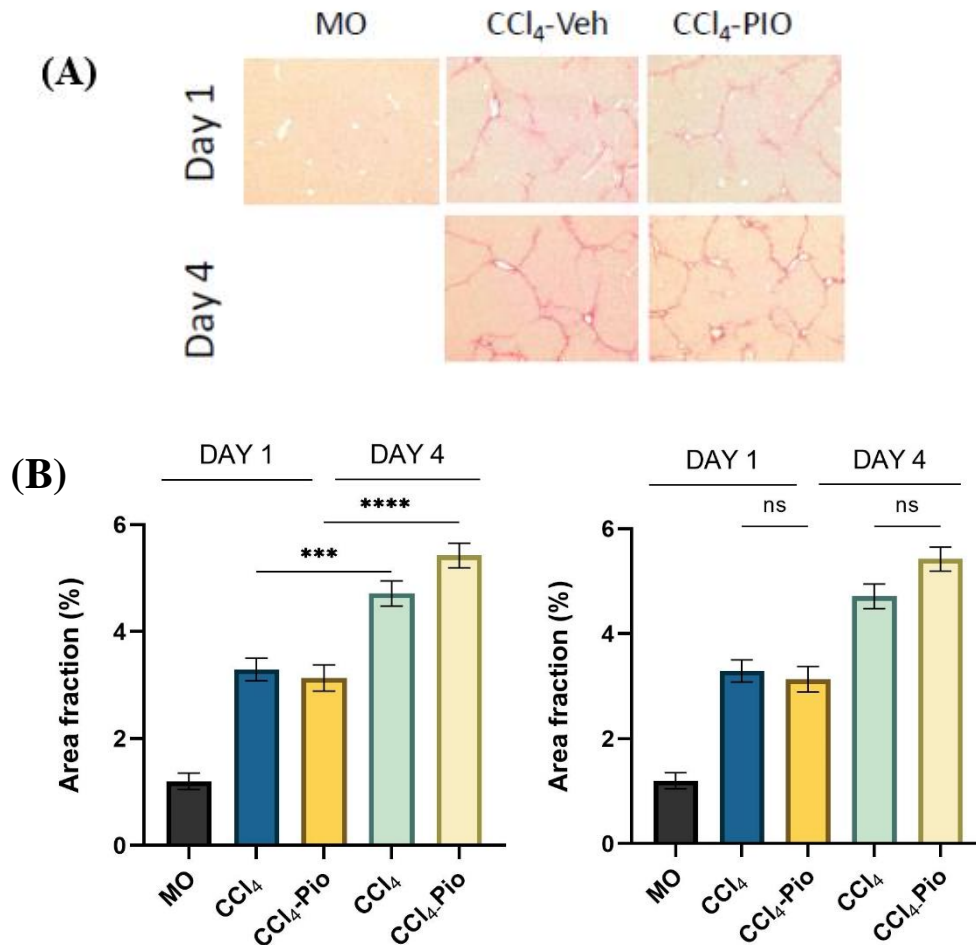 MO CCl₄-Veh CCl₄-PIO
(A)
Day 1
Day 4
(B)
DAY 1 DAY 4
****
***
Area fraction (%)
6
4
2
0
MO CCl₄ CCl₄-Pio CCl₄ CCl₄-Pio
DAY 1 DAY 4
ns ns
Area fraction (%)
6
4
2
0
MO CCl₄ CCl₄-Pio CCl₄ CCl₄-Pio